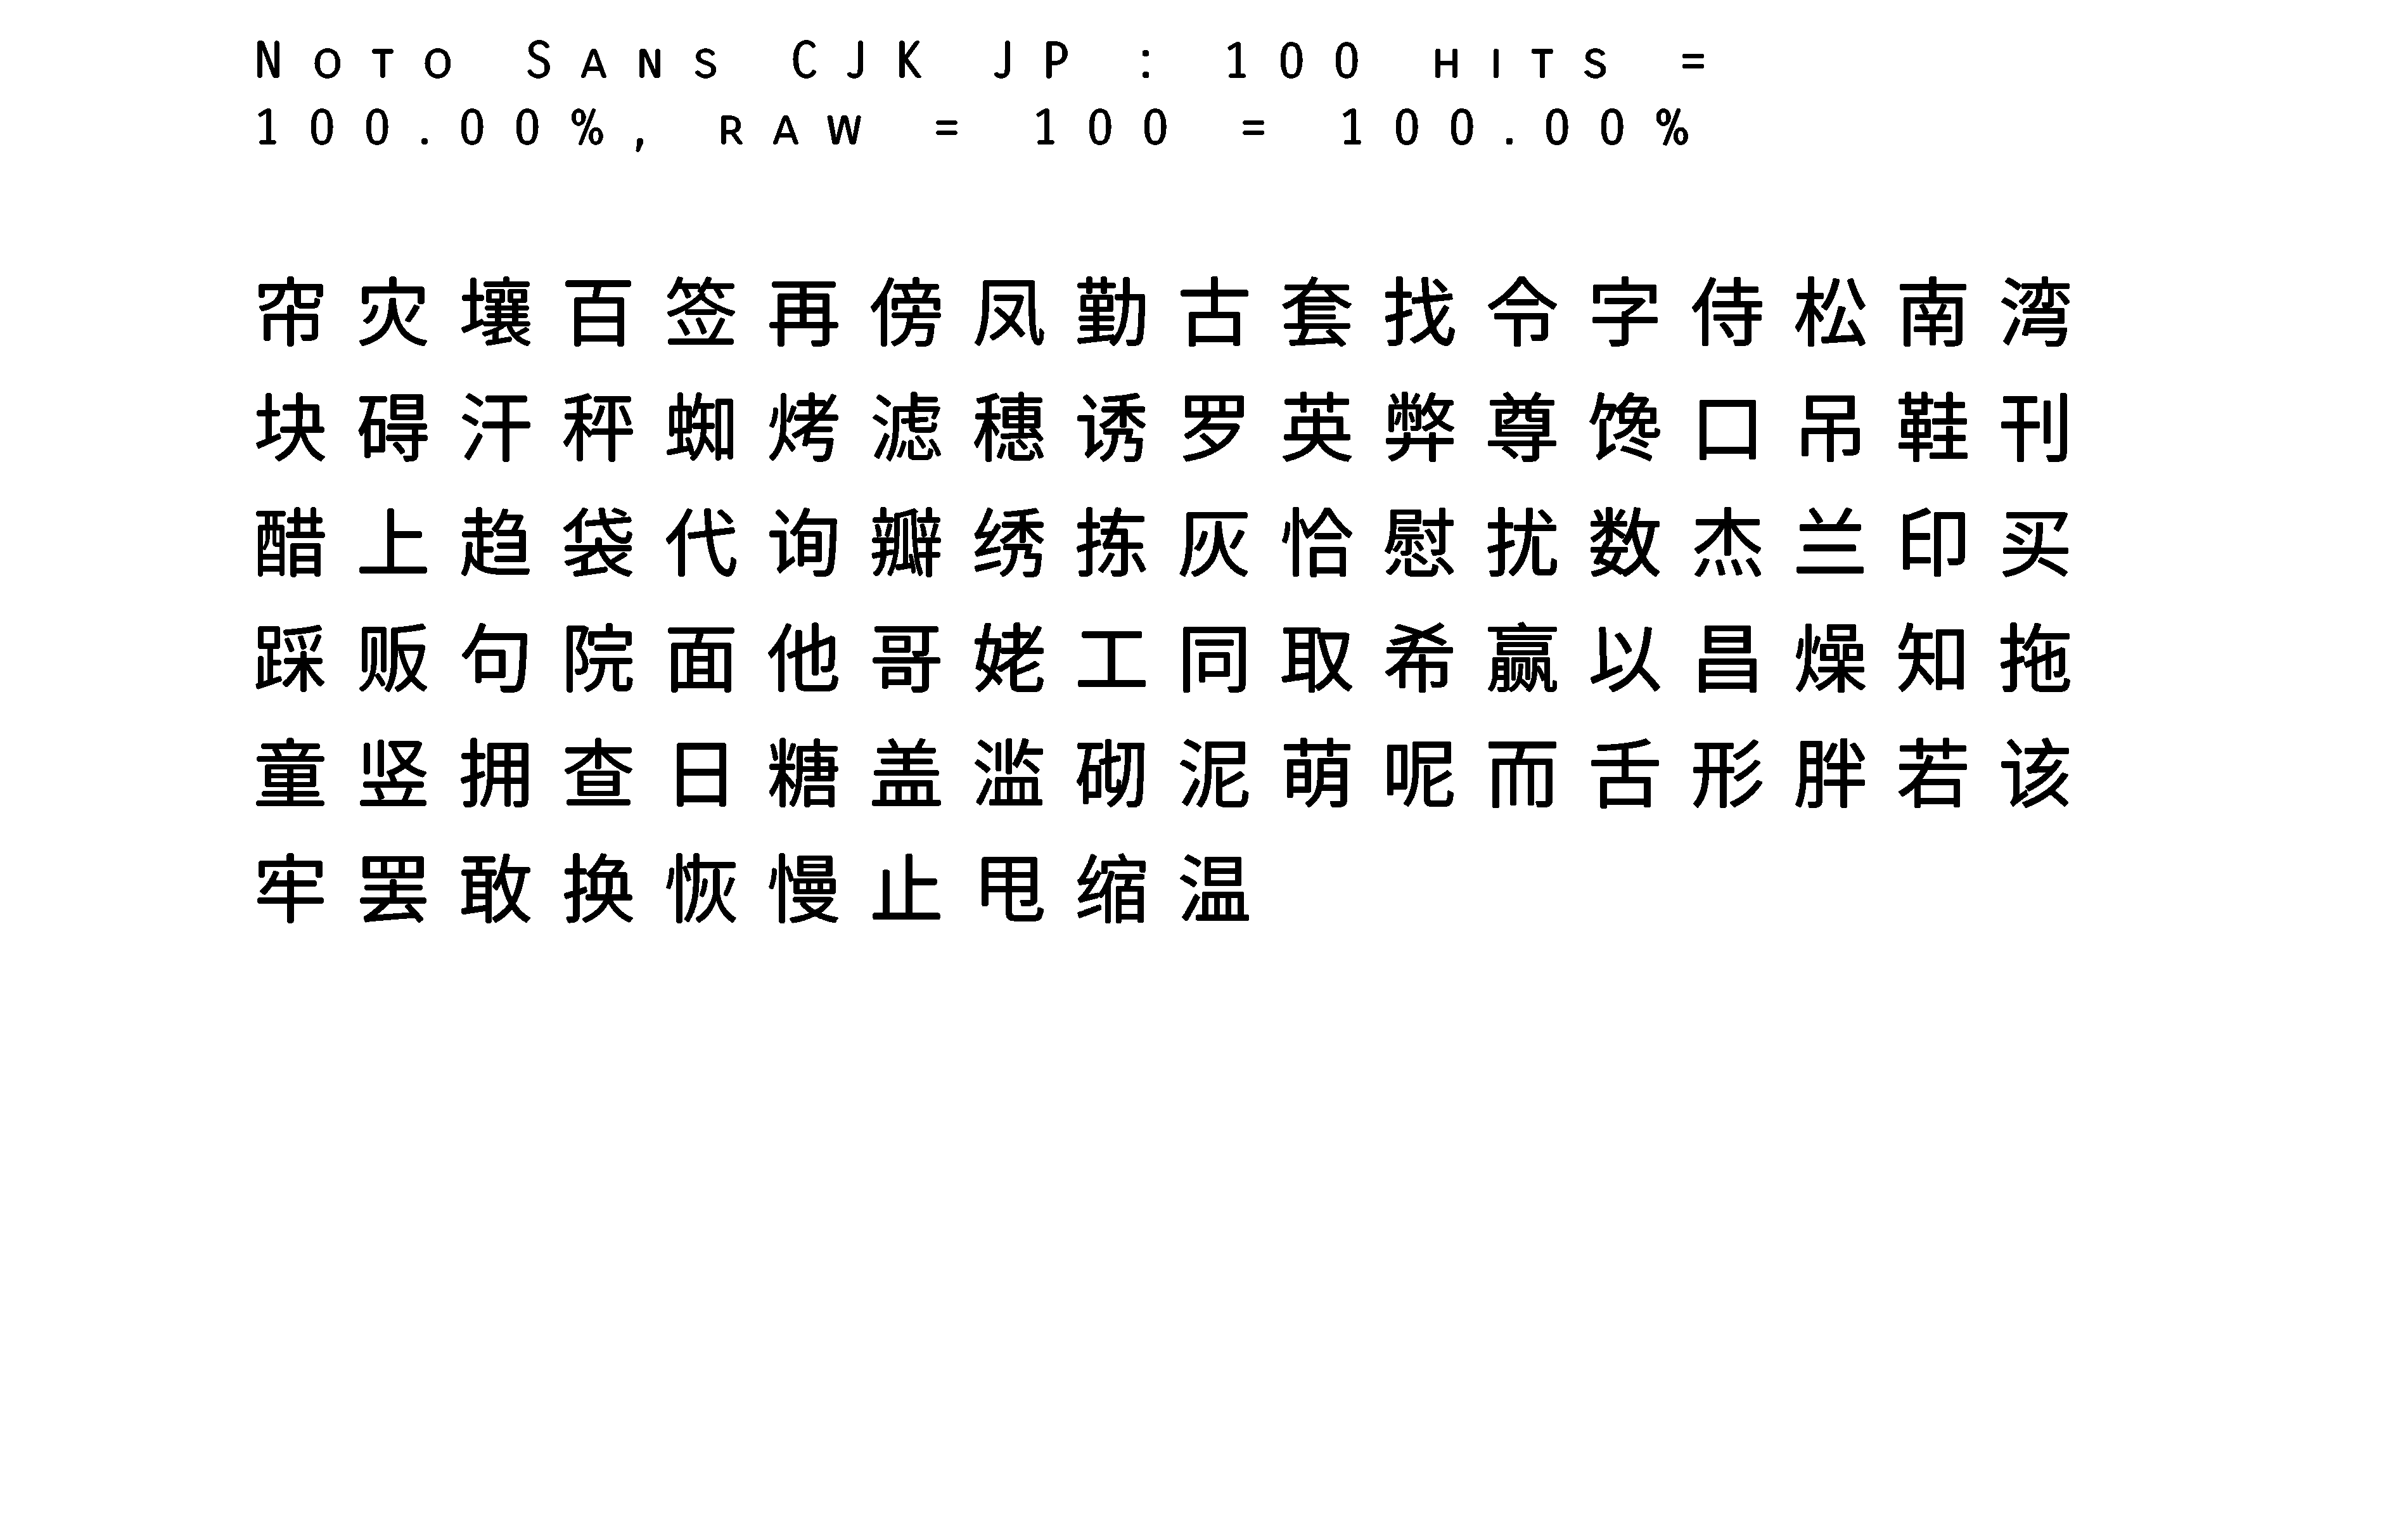 Noto Sans CJK JP : 100 hits =
100.00%, raw = 100 = 100.00%
帘灾壤百签再傍凤勤古套找令字侍松南湾
块碍汗秤蜘烤滤穗诱罗英弊尊馋口吊鞋刊
醋上趋袋代询瓣绣拣灰恰慰扰数杰兰印买
踩贩句院面他哥姥工同取希赢以昌燥知拖
童竖拥查日糖盖滥砌泥萌呢而舌形胖若该
牢罢敢换恢慢止甩缩温